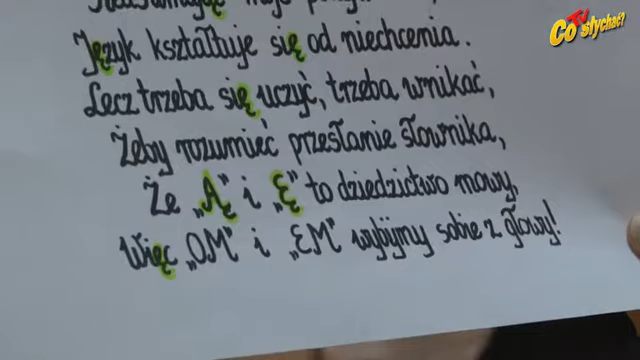 Co TV słychać?
Język kształtuje się od niechcenia.
Lecz trzeba się uczyć, trzeba wnikać,
Żeby rozumieć przesłanie słownika,
Że „Ą” i „Ę” to dziedzictwo mowy,
Więc „OM” i „EM” wybijmy sobie z głowy!